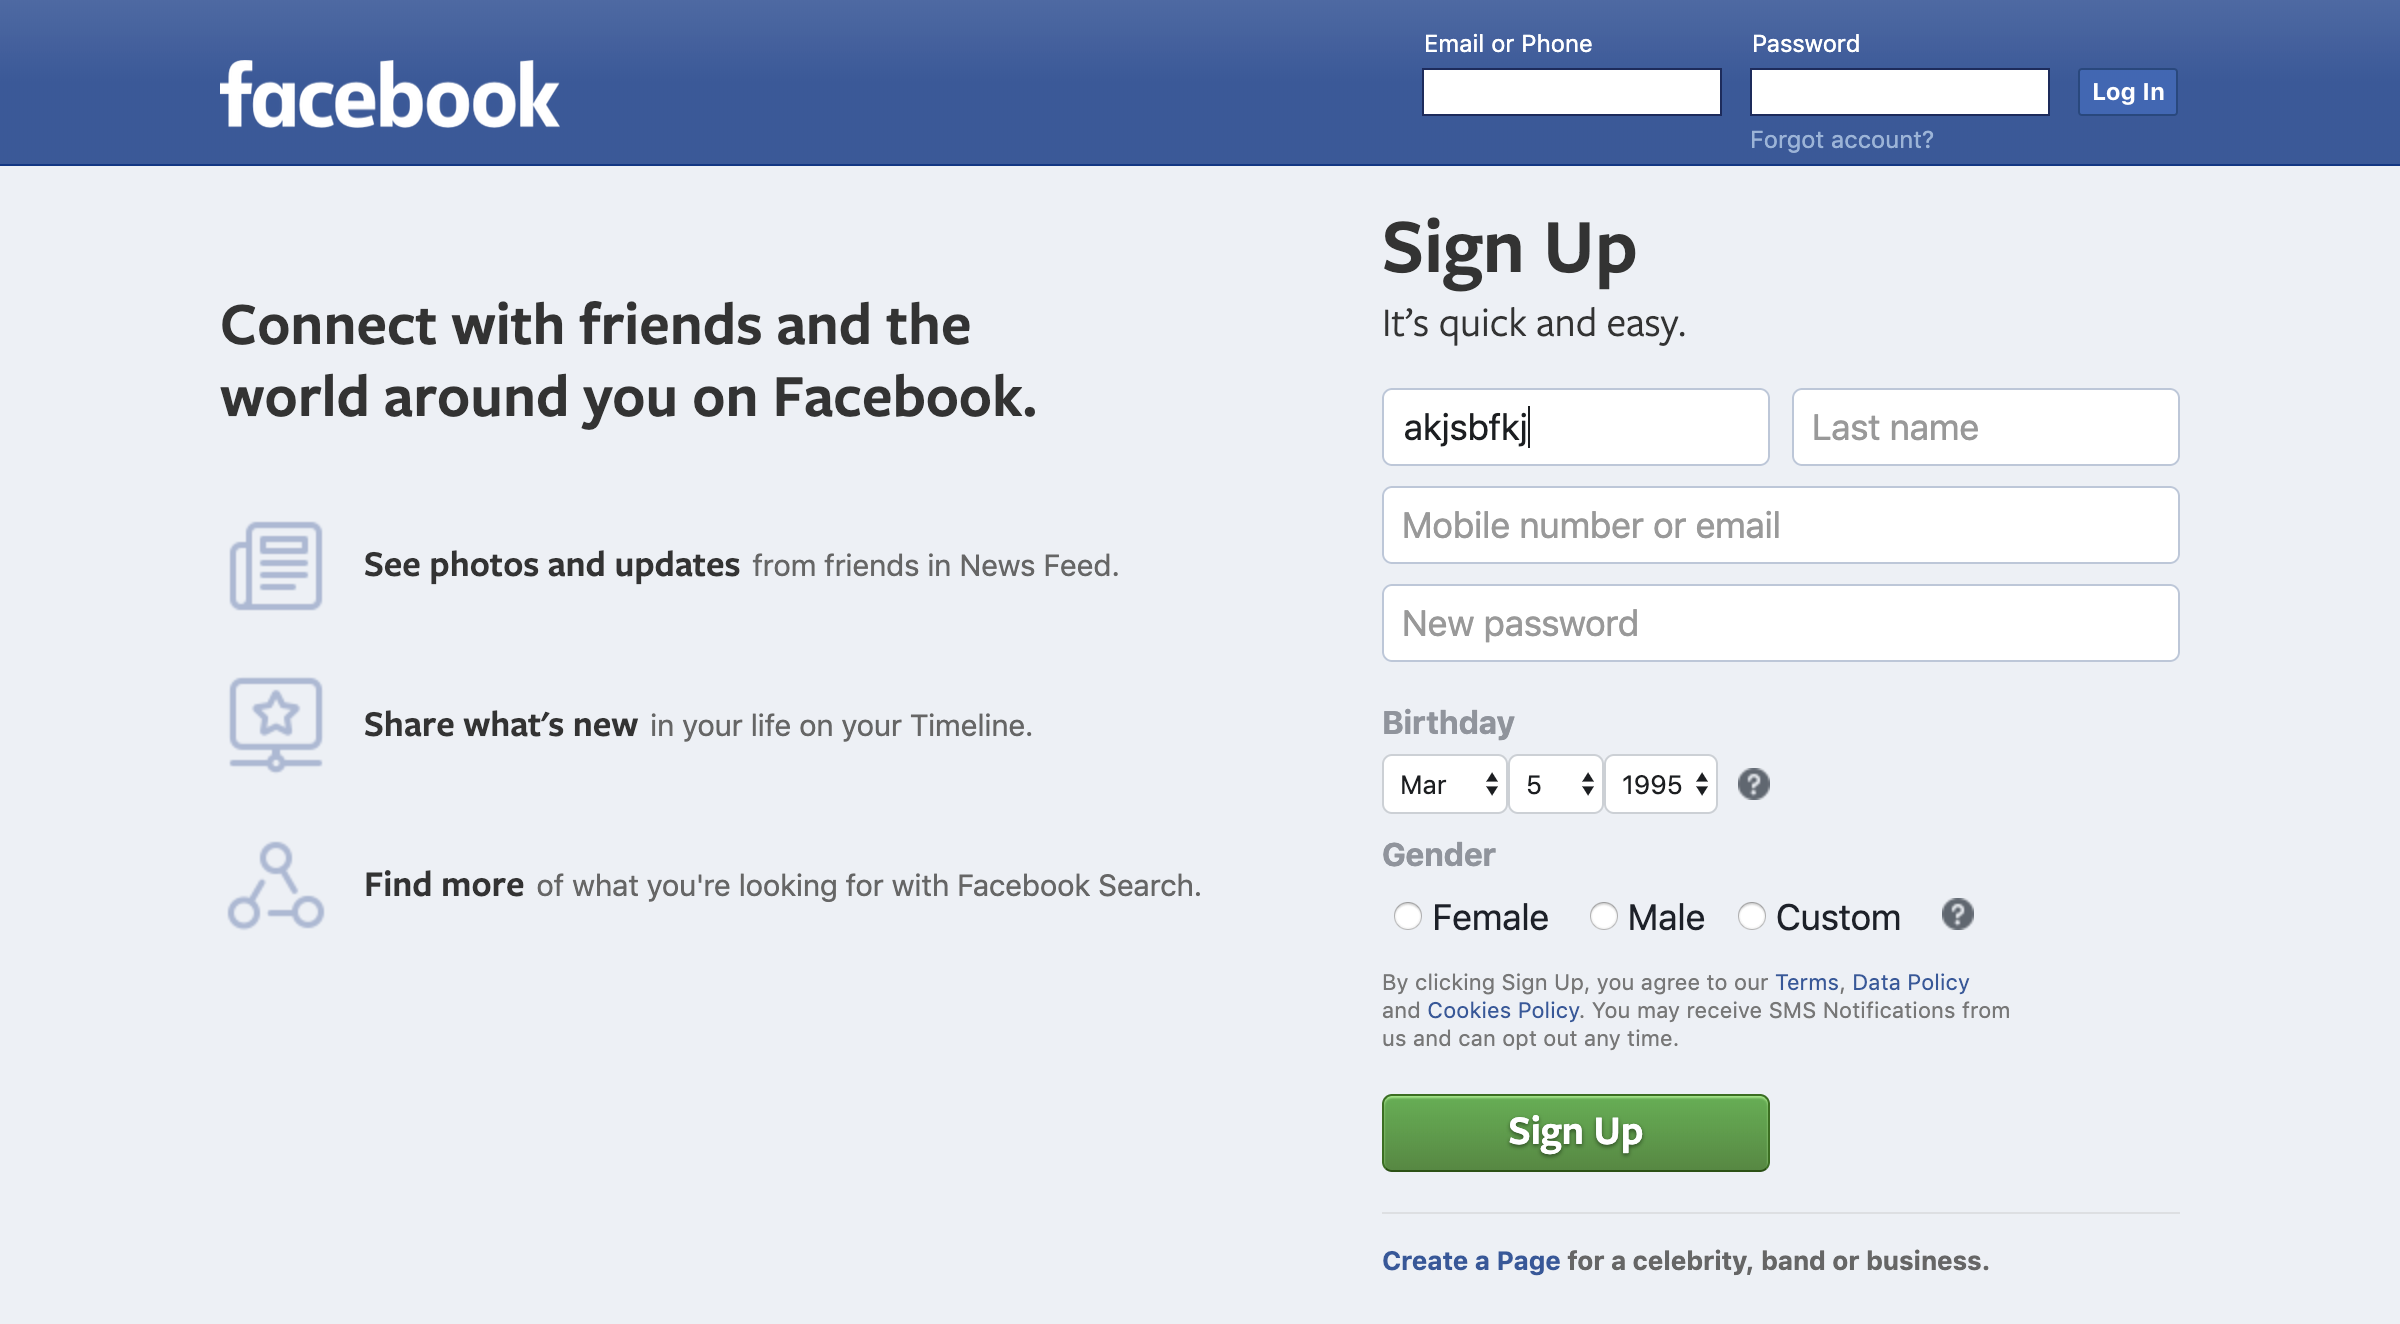 facebook
Email or Phone
Password
Log In
Forgot account?
Connect with friends and the
world around you on Facebook.
See photos and updates from friends in News Feed.
Share what's new in your life on your Timeline.
Find more of what you're looking for with Facebook Search.
Sign Up
It's quick and easy.
akjsbfkj
Last name
Mobile number or email
New password
Birthday
Mar 5 1995 ?
Gender
Female Male Custom ?
By clicking Sign Up, you agree to our Terms, Data Policy
and Cookies Policy. You may receive SMS Notifications from
us and can opt out any time.
Sign Up
Create a Page for a celebrity, band or business.